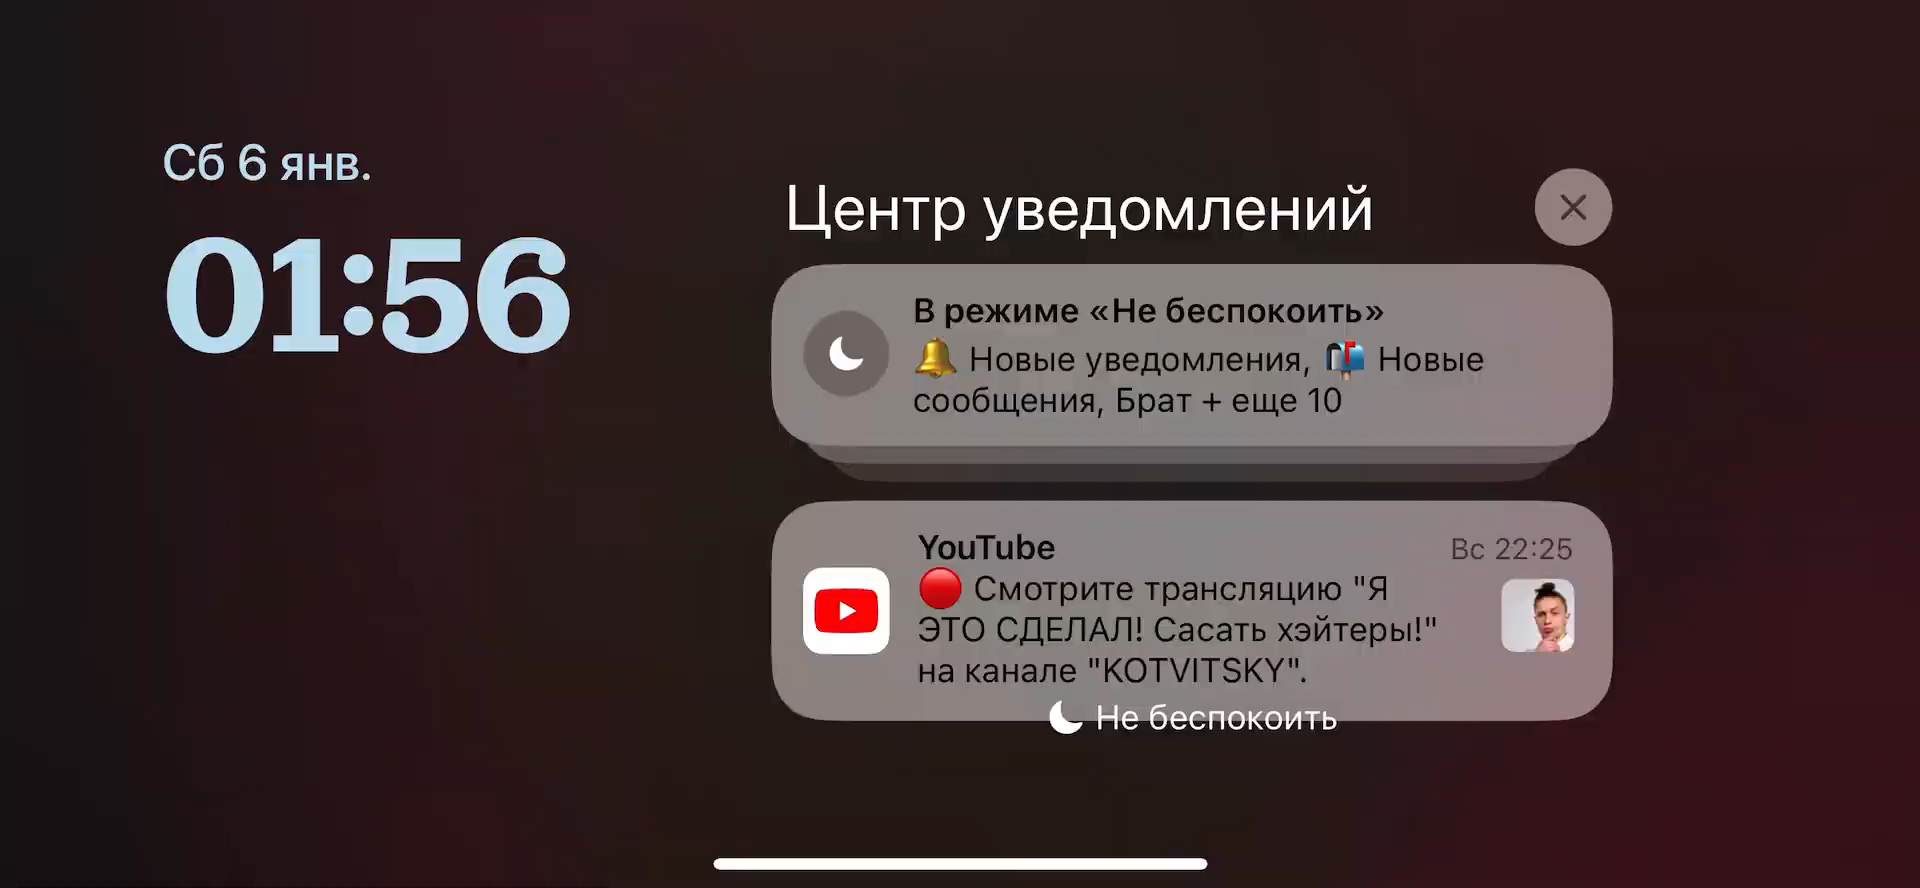 Сб 6 янв.
01:56
Центр уведомлений
В режиме «Не беспокоить»
🔔 Новые уведомления, 📬 Новые
сообщения, Брат + еще 10
YouTube
Вс 22:25
🔴 Смотрите трансляцию "Я
ЭТО СДЕЛАЛ! Сасать хэйтеры!"
на канале "KOTVITSKY".
Не беспокоить